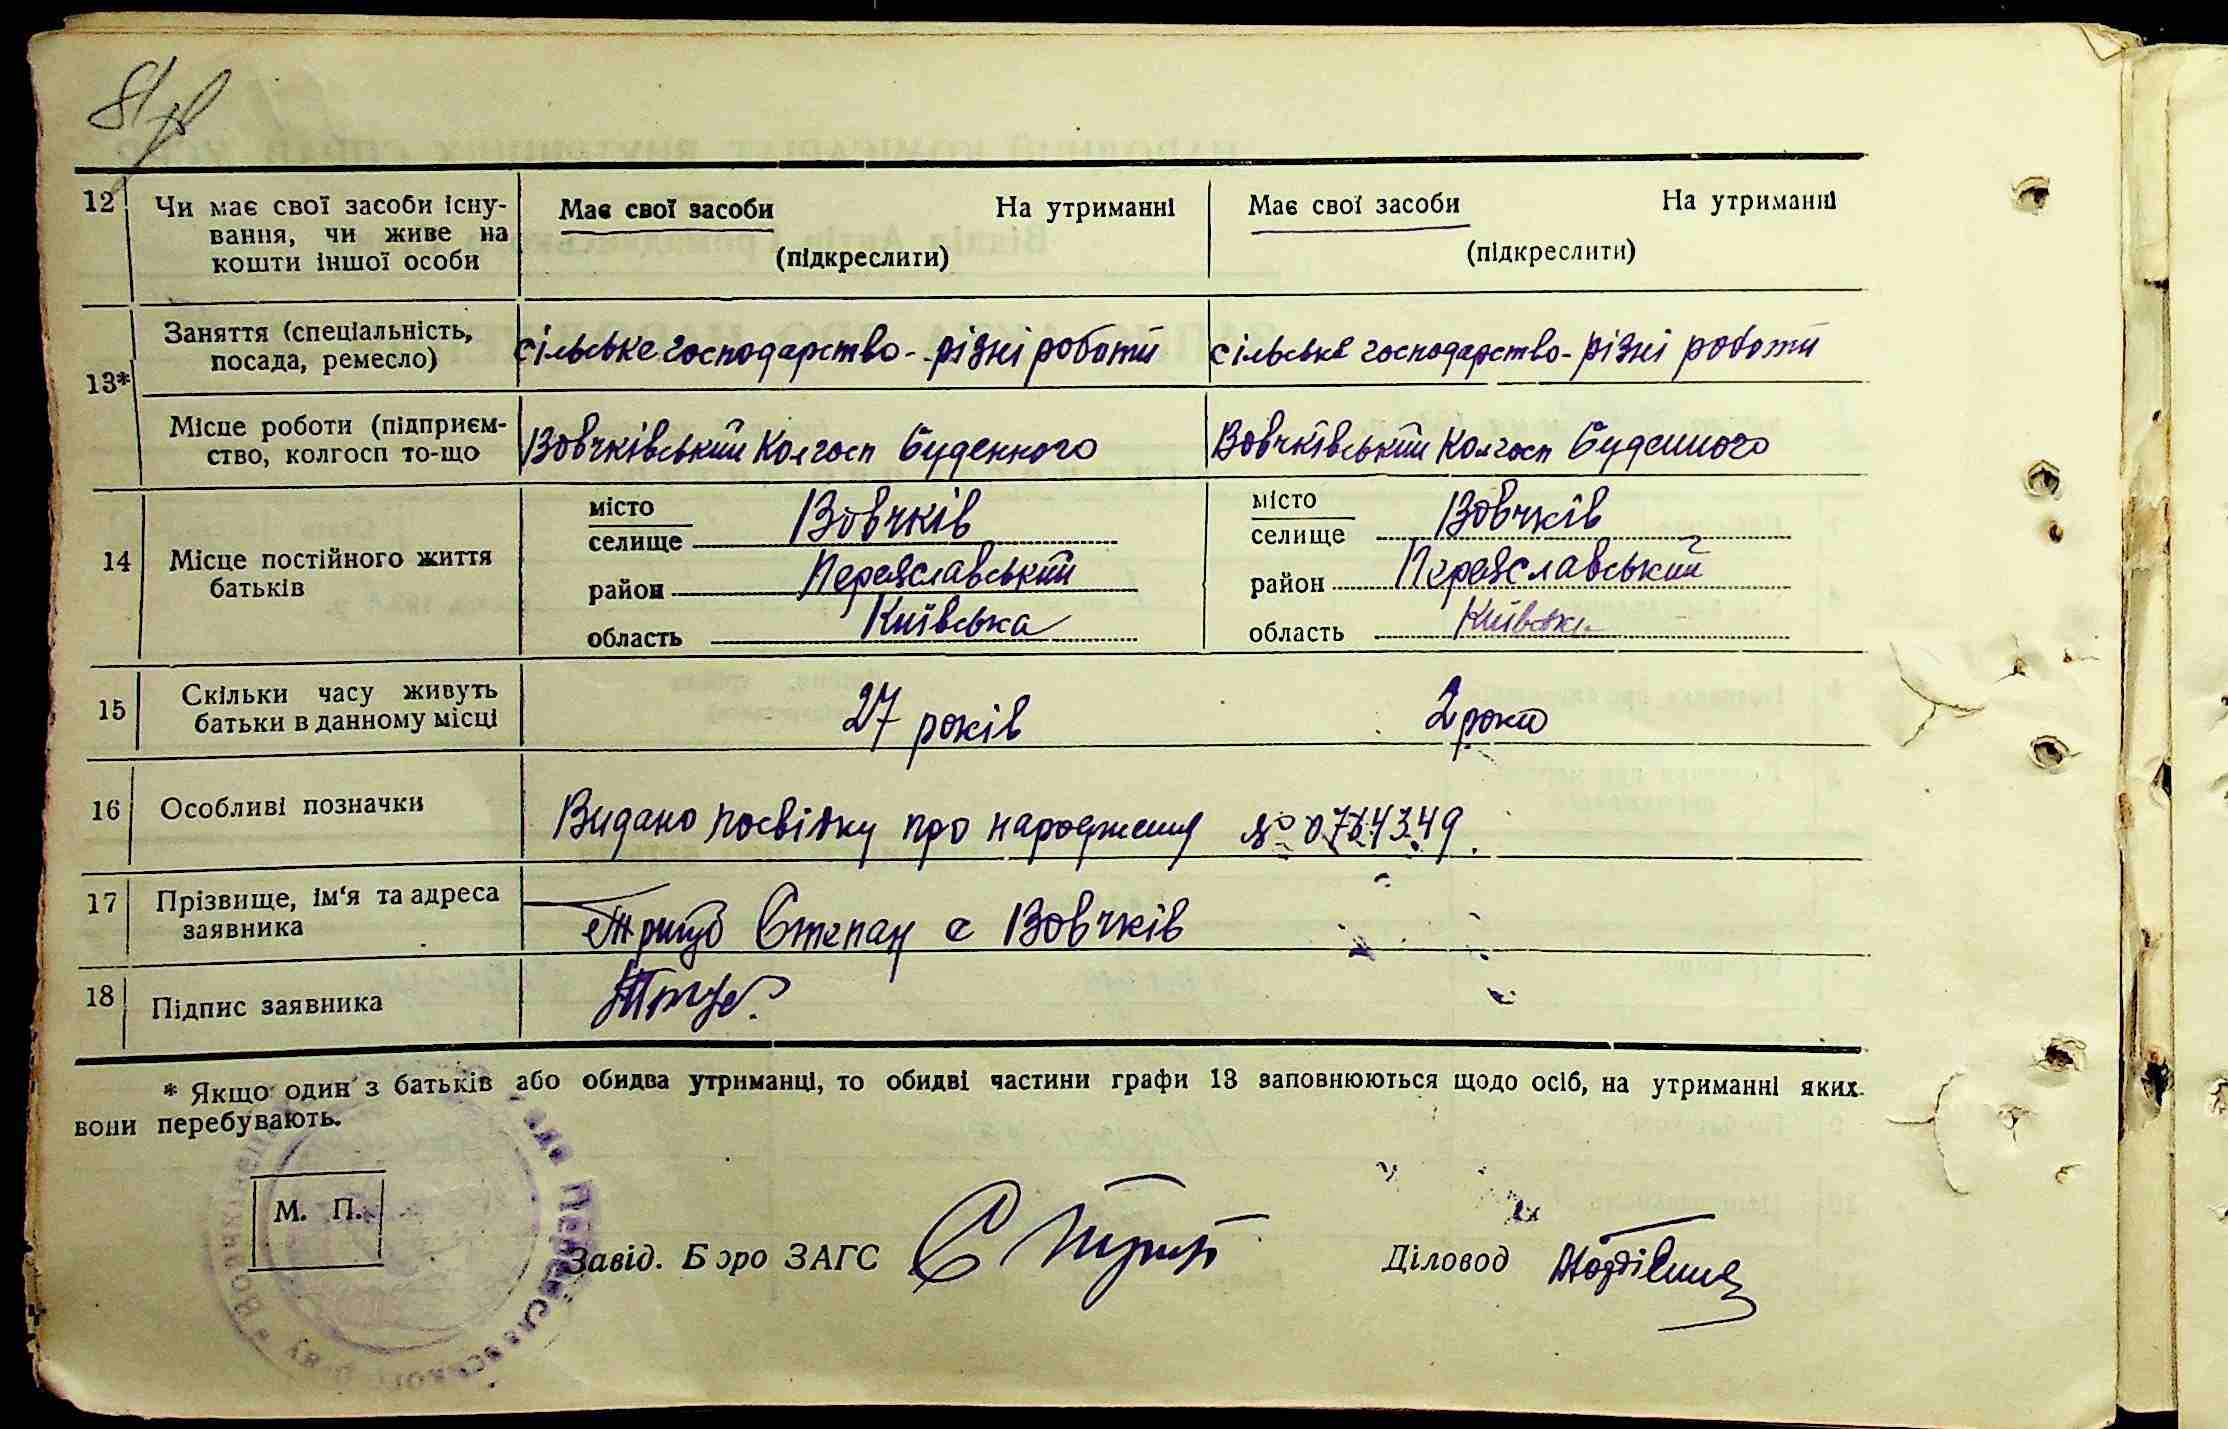 12 Чи має свої засоби існу- Має свої засоби На утриманні Має свої засоби На утриманні
вання, чи живе на
кошти іншої особи (підкреслити) (підкреслити)
13*
Заняття (спеціальність, сільське господарство - різні роботи сільське господарство - різні роботи
посада, ремесло)
Місце роботи (підприєм- Вовчківський Колгосп Буденного Вовчківський Колгосп Буденного
ство, колгосп то-що
14 Місце постійного життя
батьків
місто
селище Вовчків
район Переяславський
область Київська
місто
селище Вовчків
район Переяславський
область Київська
15 Скільки часу живуть 27 років 2 роки
батьки в данному місці
16 Особливі позначки Видано посвідку про народження №
17 Прізвище, ім'я та адреса Степан с Вовчків
заявника
18 Підпис заявника
* Якщо один з батьків або обидва утриманці, то обидві частини графи 13 заповнюються щодо осіб, на утриманні яких
вони перебувають.
М. П.
Завід. Бюро ЗАГС Діловод